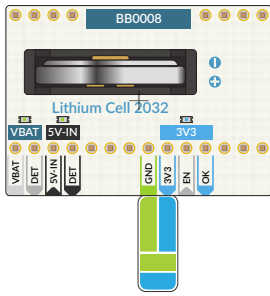 BB0008
Lithium Cell 2032
VBAT 5V-IN 3V3
VBAT DET 5V-IN DET GND 3V3 EN OK